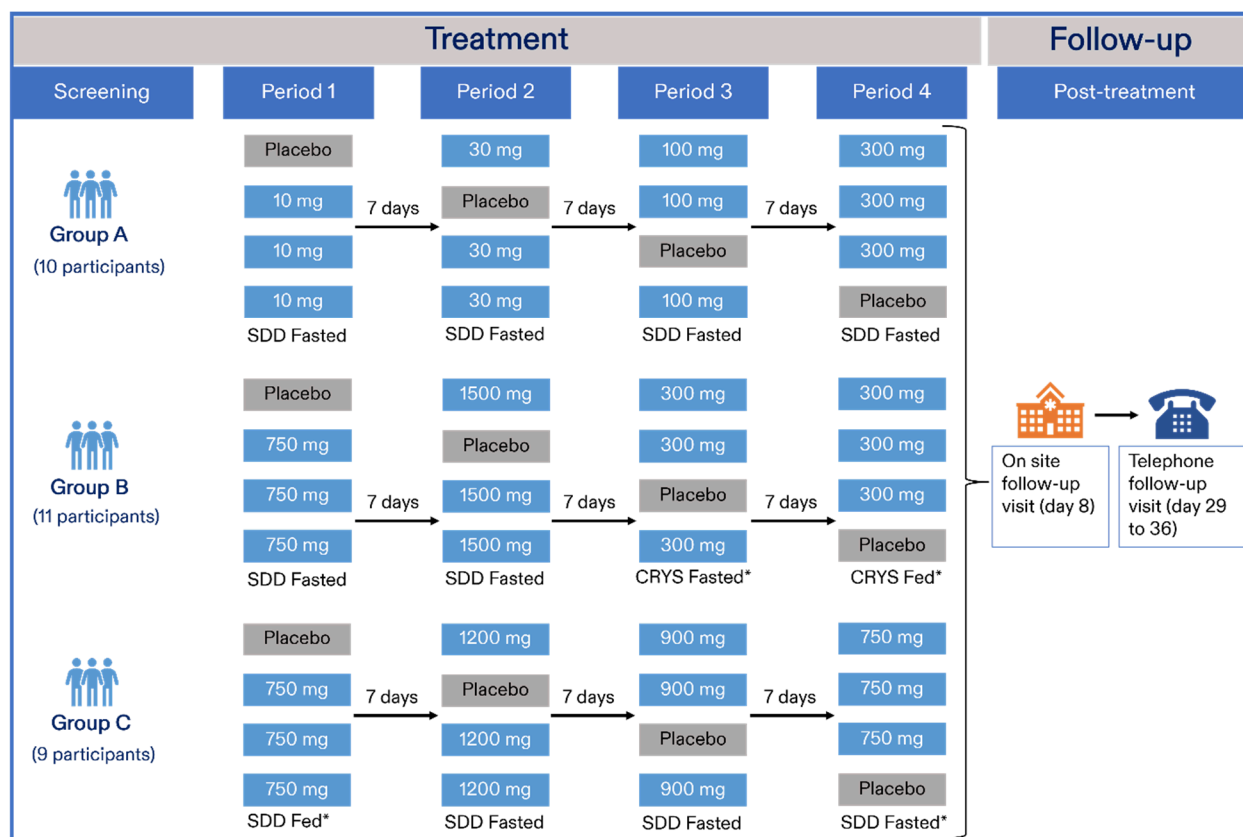 Treatment
Follow-up
Screening
Period 1
Period 2
Period 3
Period 4
Post-treatment
Placebo
30 mg
100 mg
300 mg
10 mg
Placebo
100 mg
300 mg
7 days
7 days
7 days
Group A
(10 participants)
10 mg
30 mg
Placebo
300 mg
10 mg
30 mg
100 mg
Placebo
SDD Fasted
SDD Fasted
SDD Fasted
SDD Fasted
Placebo
1500 mg
300 mg
300 mg
750 mg
Placebo
300 mg
300 mg
Group B
(11 participants)
750 mg
1500 mg
Placebo
300 mg
7 days
7 days
7 days
750 mg
1500 mg
300 mg
Placebo
SDD Fasted
SDD Fasted
CRYS Fasted*
CRYS Fed*
On site
follow-up
visit (day 8)
Telephone
follow-up
visit (day 29
to 36)
Placebo
1200 mg
900 mg
750 mg
750 mg
Placebo
900 mg
750 mg
7 days
7 days
7 days
Group C
(9 participants)
750 mg
1200 mg
Placebo
750 mg
750 mg
1200 mg
900 mg
Placebo
SDD Fed*
SDD Fasted
SDD Fasted
SDD Fasted*